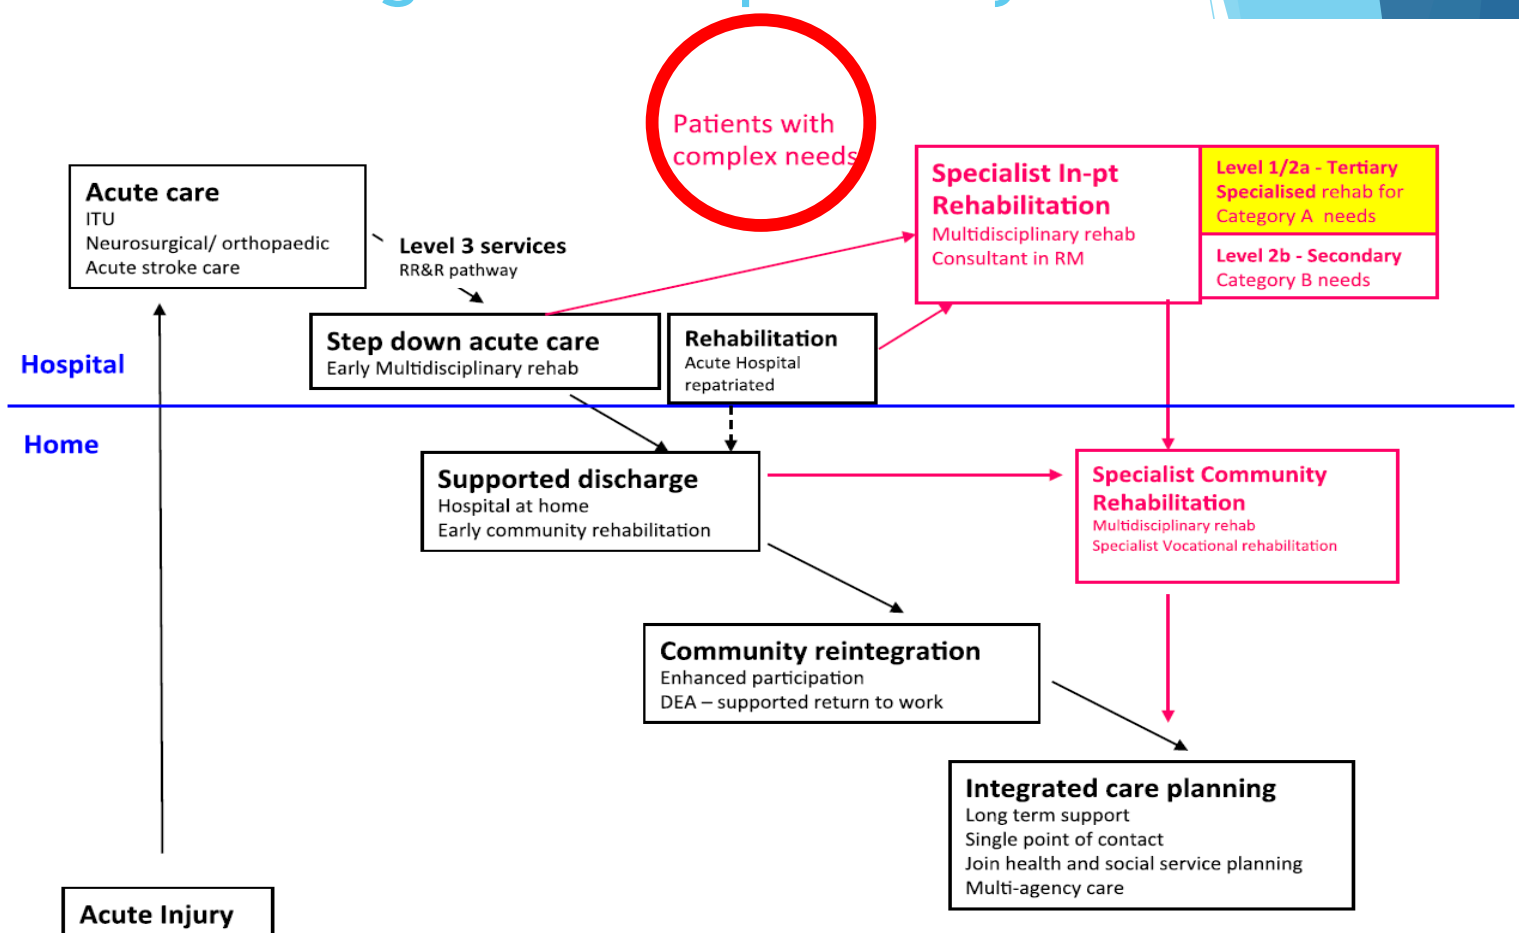 Patients with
complex needs
Acute care
ITU
Neurosurgical/ orthopaedic
Acute stroke care
Level 3 services
RR&R pathway
Specialist In-pt
Rehabilitation
Multidisciplinary rehab
Consultant in RM
Level 1/2a - Tertiary
Specialised rehab for
Category A needs
Level 2b - Secondary
Category B needs
Step down acute care
Early Multidisciplinary rehab
Rehabilitation
Acute Hospital
repatriated
Hospital
Home
Supported discharge
Hospital at home
Early community rehabilitation
Specialist Community
Rehabilitation
Multidisciplinary rehab
Specialist Vocational rehabilitation
Community reintegration
Enhanced participation
DEA – supported return to work
Integrated care planning
Long term support
Single point of contact
Join health and social service planning
Multi-agency care
Acute Injury